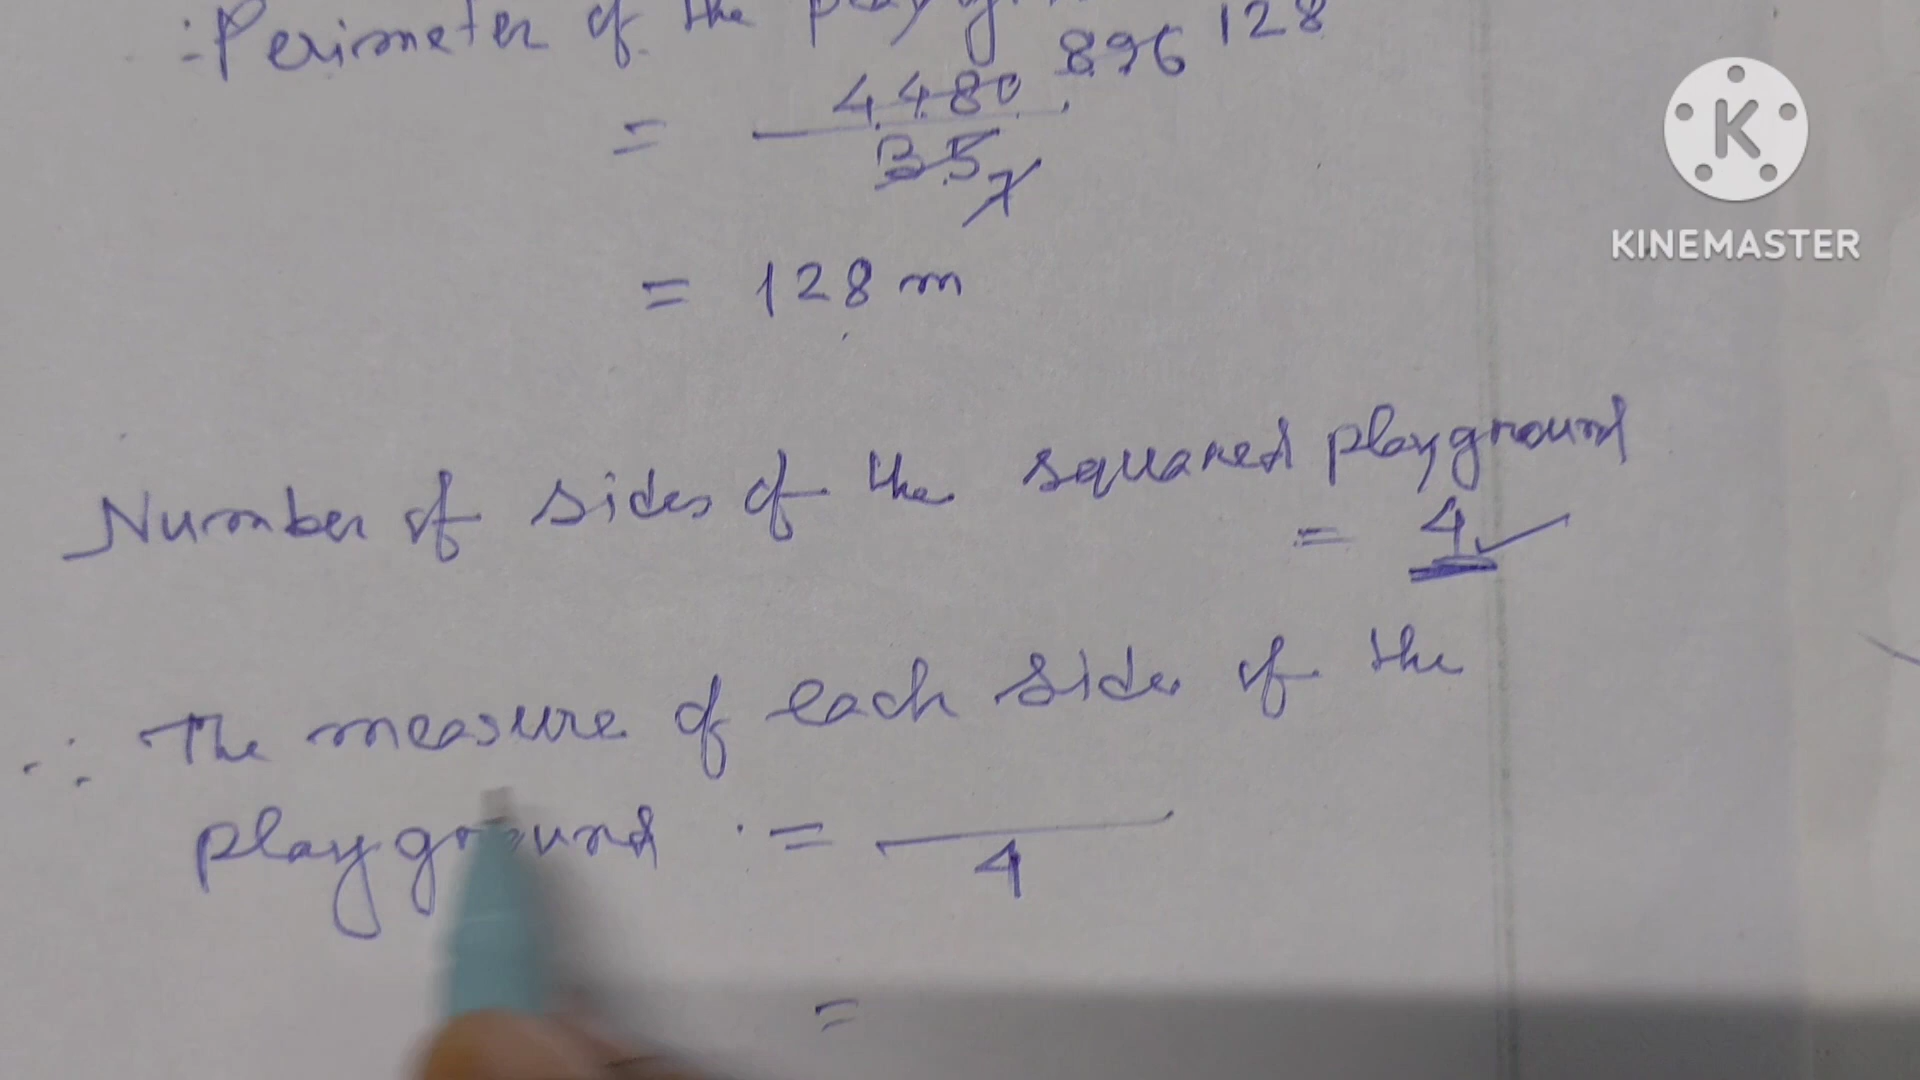 ∴ Perimeter of the
896 128
= 4480
35 7
= 128 m
Number of sides of the squared playground
= 4 ✓
∴ The measure of each side of the
playground = 
4
=
K
KINEMASTER